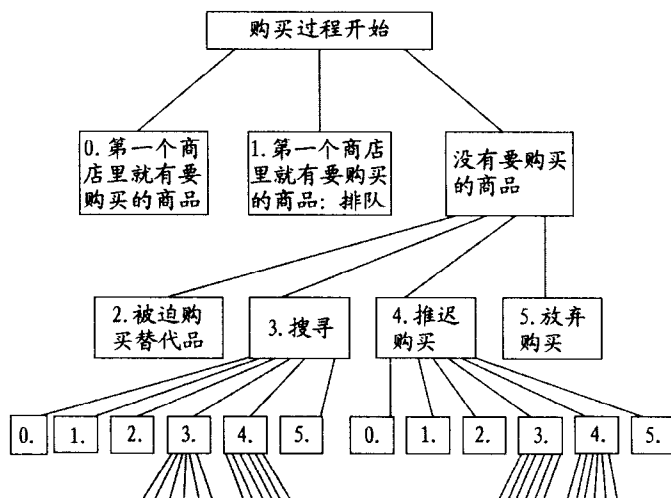 购买过程开始
0. 第一个商
店里就有要
购买的商品
1. 第一个商店
里就有要购买
的商品: 排队
没有要购买
的商品
2. 被迫购
买替代品
3. 搜寻
4. 推迟
购买
5. 放弃
购买
0. 1. 2. 3. 4. 5. 0. 1. 2. 3. 4. 5.